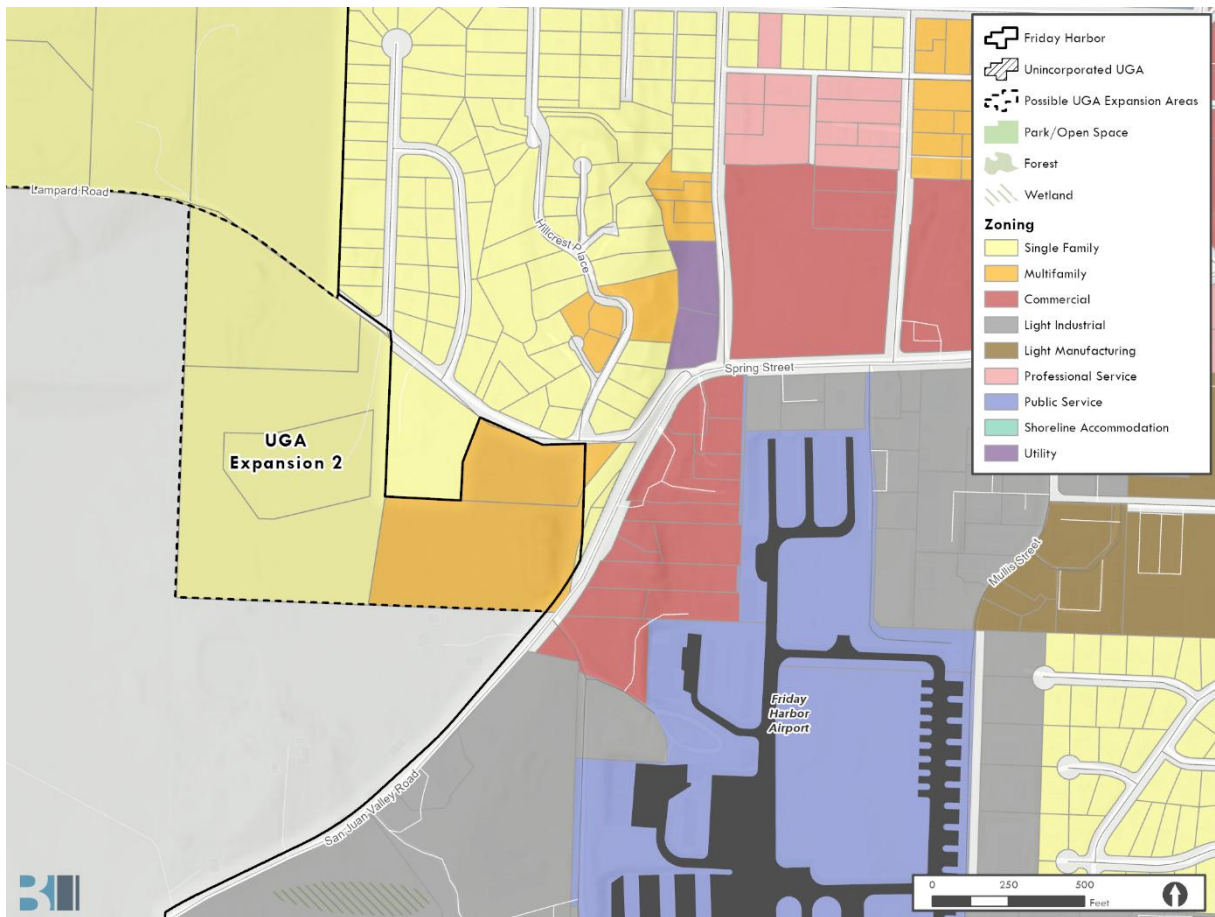 Friday Harbor
Unincorporated UGA
Possible UGA Expansion Areas
Park/Open Space
Forest
Wetland
Zoning
Single Family
Multifamily
Commercial
Light Industrial
Light Manufacturing
Professional Service
Public Service
Shoreline Accommodation
Utility
Lampard Road
Hillcrest Place
Spring Street
UGA
Expansion 2
Mullis Street
Friday
Harbor
Airport
San Juan Valley Road
0 250 500
Feet